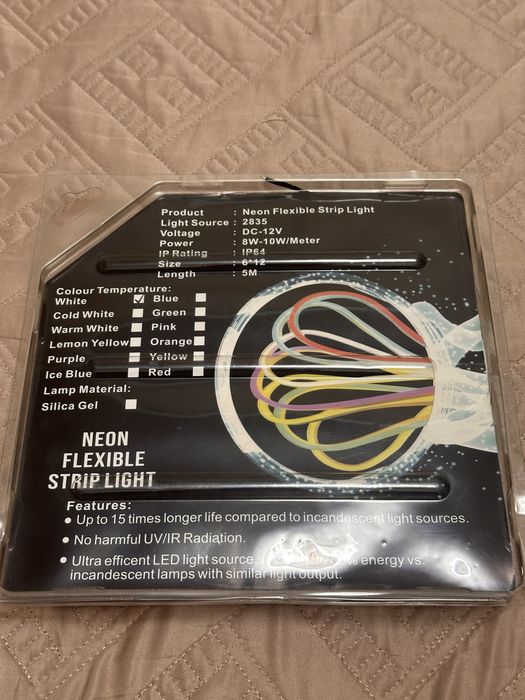 Product : Neon Flexible Strip Light
Light Source : 2835
Voltage : DC-12V
Power : 8W-10W/Meter
IP Rating : IP64
Size : 6*12
Length : 5M
Colour Temperature:
White Blue
Cold White Green
Warm White Pink
Lemon Yellow Orange
Purple Yellow
Ice Blue Red
Lamp Material:
Silica Gel
NEON
FLEXIBLE
STRIP LIGHT
Features:
• Up to 15 times longer life compared to incandescent light sources.
• No harmful UV/IR Radiation.
• Ultra efficent LED light source, energy vs.
incandescent lamps with similar light output.